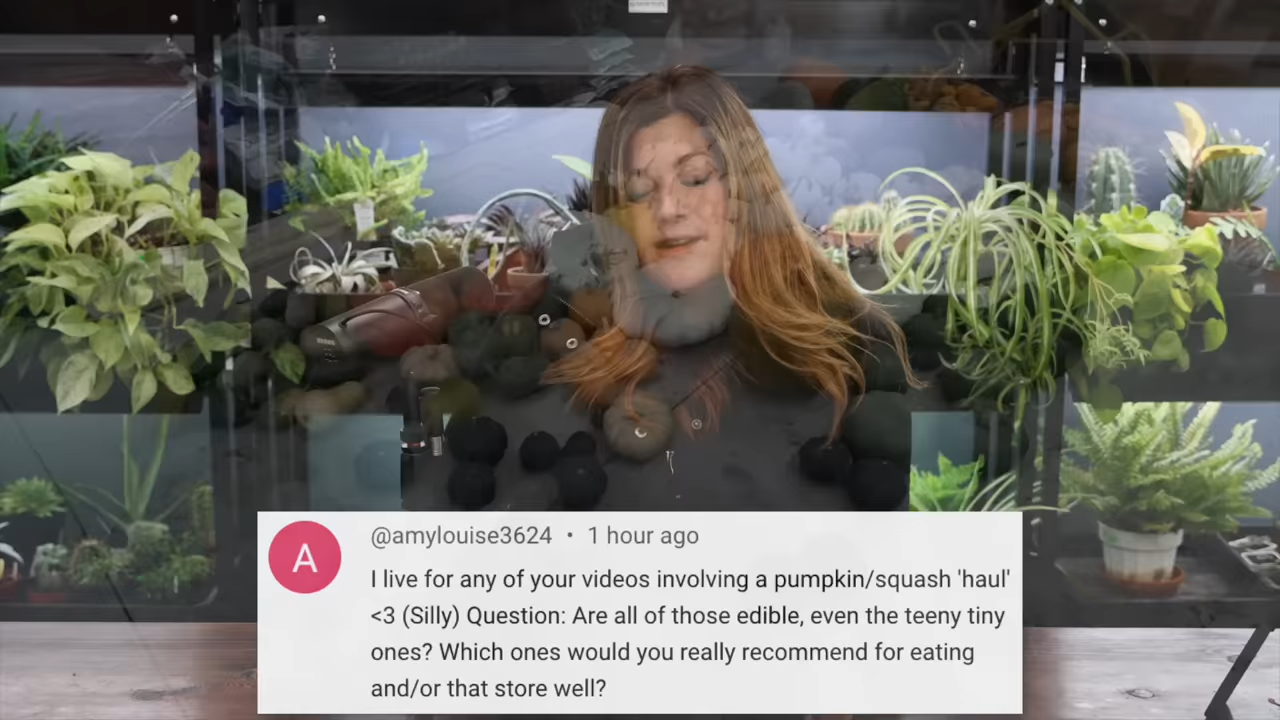 A
@amylouise3624 • 1 hour ago
I live for any of your videos involving a pumpkin/squash 'haul'
<3 (Silly) Question: Are all of those edible, even the teeny tiny
ones? Which ones would you really recommend for eating
and/or that store well?